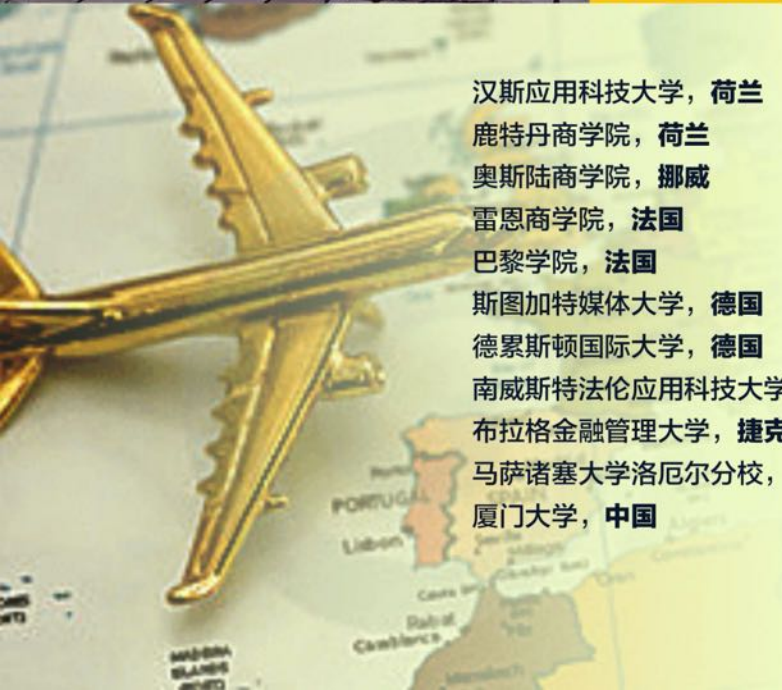 汉斯应用科技大学，荷兰
鹿特丹商学院，荷兰
奥斯陆商学院，挪威
雷恩商学院，法国
巴黎学院，法国
斯图加特媒体大学，德国
德累斯顿国际大学，德国
南威斯特法伦应用科技大学
布拉格金融管理大学，捷克
马萨诸塞大学洛厄尔分校，
厦门大学，中国
PORTUGAL
SPAIN
Lisbon
Rabat
Casablanca
MADEIRA
ISLANDS